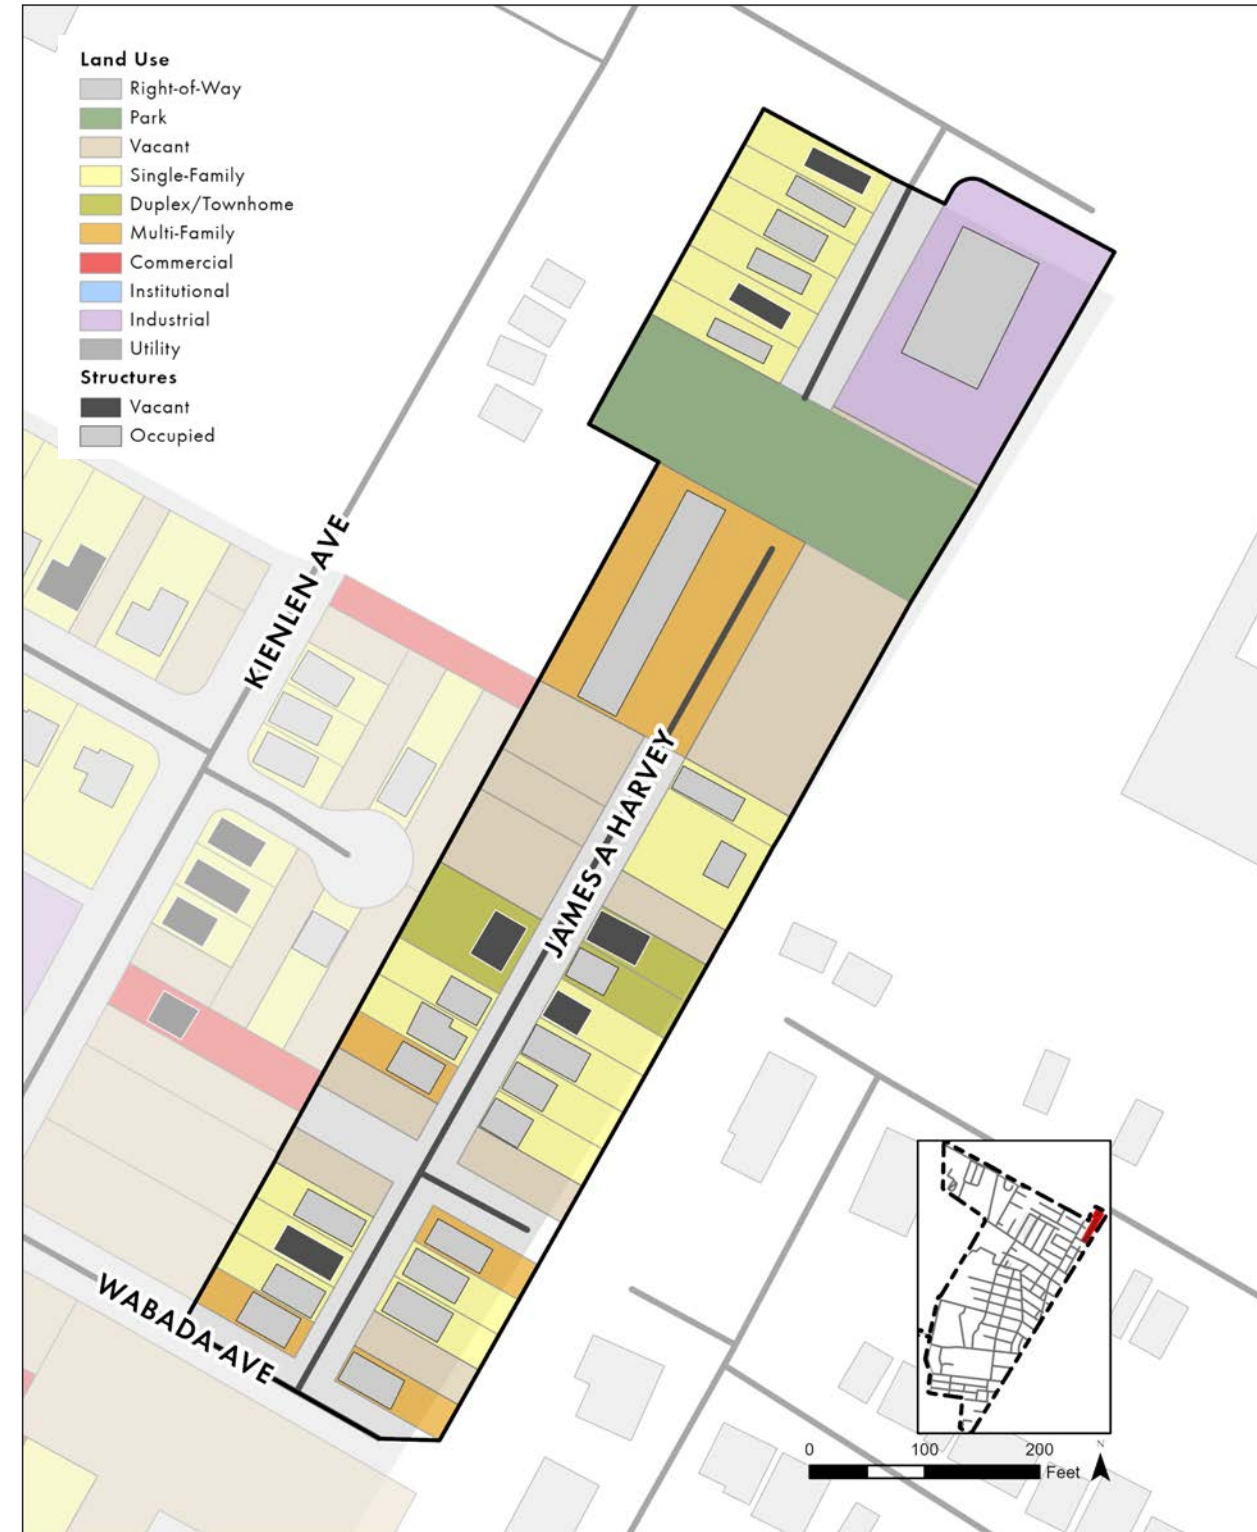 Land Use
Right-of-Way
Park
Vacant
Single-Family
Duplex/Townhome
Multi-Family
Commercial
Institutional
Industrial
Utility
Structures
Vacant
Occupied
KIENLEN AVE
JAMES A HARVEY
WABADA AVE
0 100 200
Feet
N